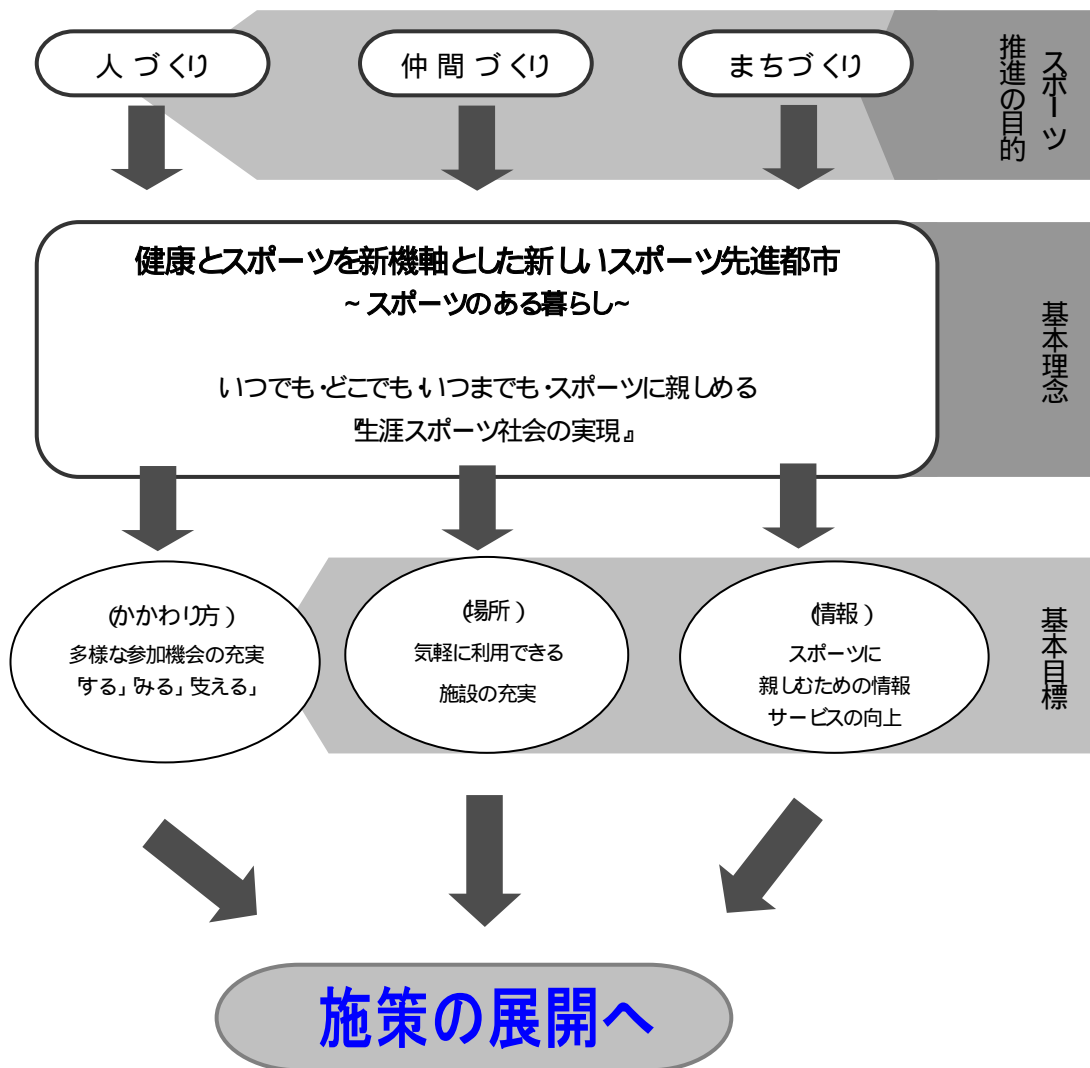 人づくり
仲間づくり
まちづくり
スポーツ
推進の目的
健康とスポーツを新機軸とした新しいスポーツ先進都市
~スポーツのある暮らし~
いつでも・どこでも・いつまでも・スポーツに親しめる
『生涯スポーツ社会の実現』
基本理念
(かかわり方)
多様な参加機会の充実
「する」「みる」「支える」
(場所)
気軽に利用できる
施設の充実
(情報)
スポーツに
親しむための情報
サービスの向上
基本目標
施策の展開へ